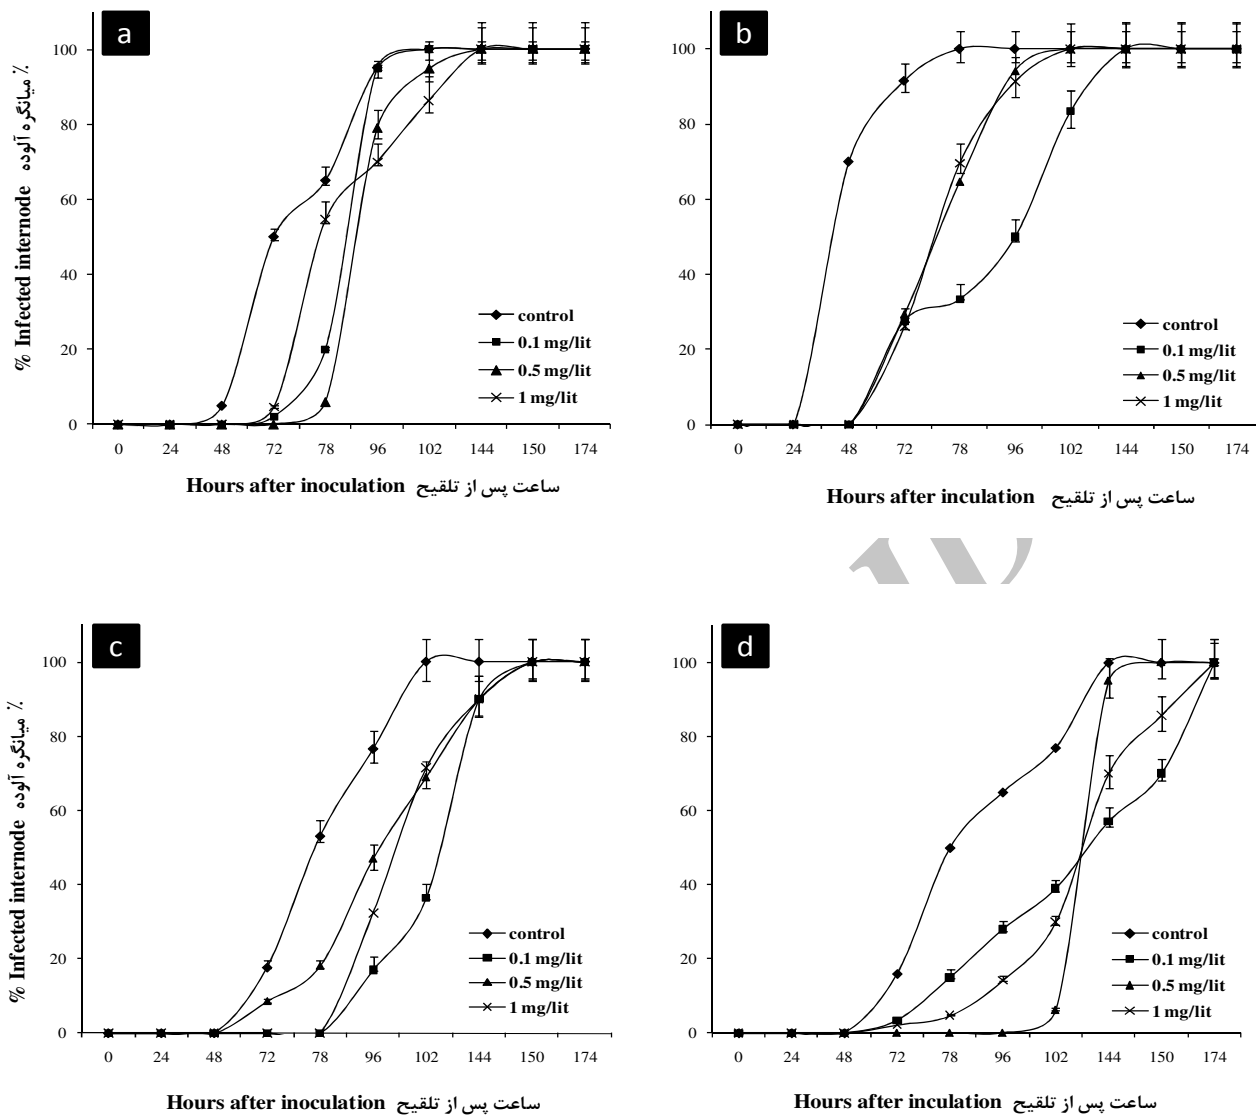 a
% Infected internode میانگره آلوده ٪
100
80
60
40
20
0
control
0.1 mg/lit
0.5 mg/lit
1 mg/lit
0 24 48 72 78 96 102 144 150 174
Hours after inoculation ساعت پس از تلقیح
b
100
80
60
40
20
0
control
0.1 mg/lit
0.5 mg/lit
1 mg/lit
0 24 48 72 78 96 102 144 150 174
Hours after inculation ساعت پس از تلقیح
c
% Infected internode میانگره آلوده ٪
100
80
60
40
20
0
control
0.1 mg/lit
0.5 mg/lit
1 mg/lit
0 24 48 72 78 96 102 144 150 174
Hours after inoculation ساعت پس از تلقیح
d
100
80
60
40
20
0
control
0.1 mg/lit
0.5 mg/lit
1 mg/lit
0 24 48 72 78 96 102 144 150 174
Hours after inculation ساعت پس از تلقیح